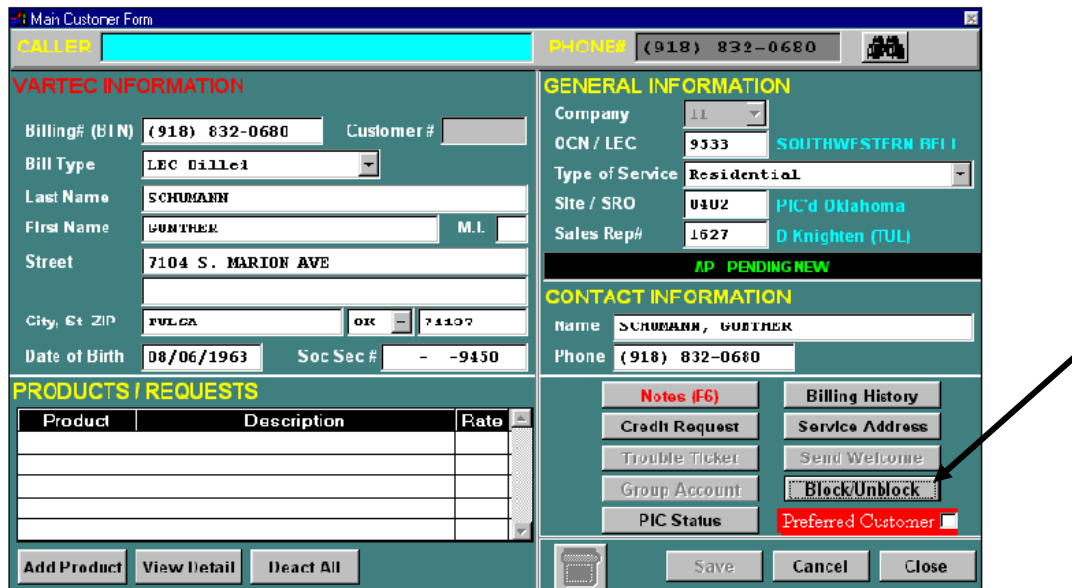 Main Customer Form
CALLER PHONE# (918) 832-0680
VARTEC INFORMATION
Billing# (BTN) (918) 832-0680 Customer#
Bill Type LEC Billed
Last Name SCHUMANN
First Name GUNTHER M.I.
Street 7104 S. MARION AVE
City, St ZIP TULSA OK
Date of Birth 08/06/1963 Soc Sec # - -9450
PRODUCTS / REQUESTS
Product Description Rate
Add Product View Detail Deact All
GENERAL INFORMATION
Company
OCN / LEC 9533 SOUTHWESTERN BELL
Type of Service Residential
Site / SRO 0402 PIC'd Oklahoma
Sales Rep# 1627 D Knighten (TUL)
AP PENDING NEW
CONTACT INFORMATION
Name SCHUMANN, GUNTHER
Phone (918) 832-0680
Notes (F6) Billing History
Credit Request Service Address
Trouble Ticket Send Welcome
Group Account Block/Unblock
PIC Status Preferred Customer
Save Cancel Close